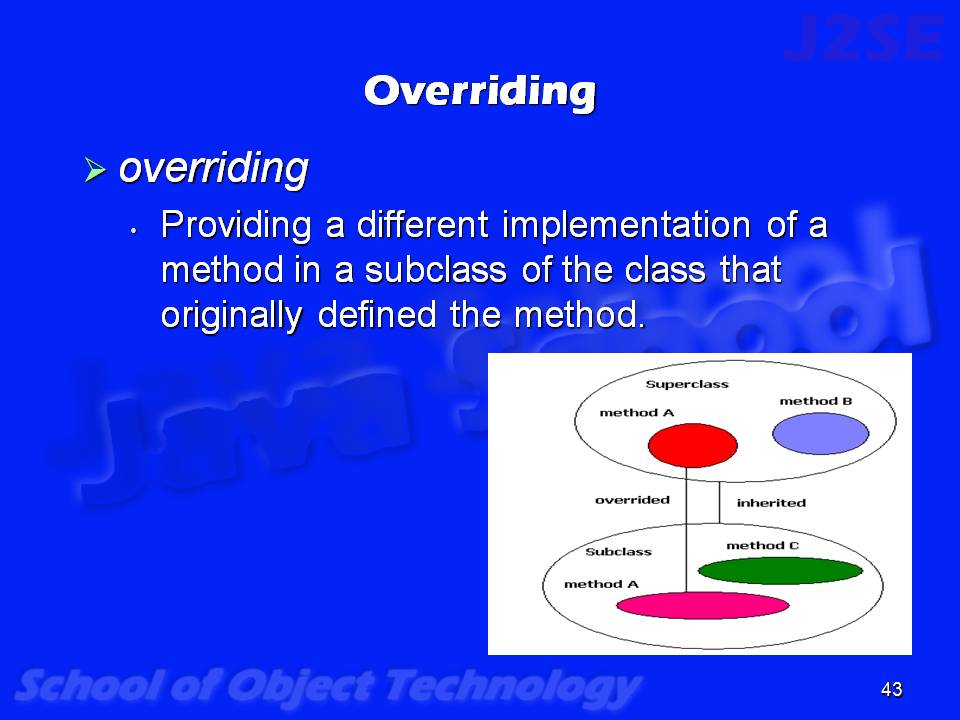 J2SE
Overriding
overriding
Providing a different implementation of a
method in a subclass of the class that
originally defined the method.
Java School
Superclass
method A
method B
overrided
inherited
Subclass
method C
method A
School of Object Technology
43